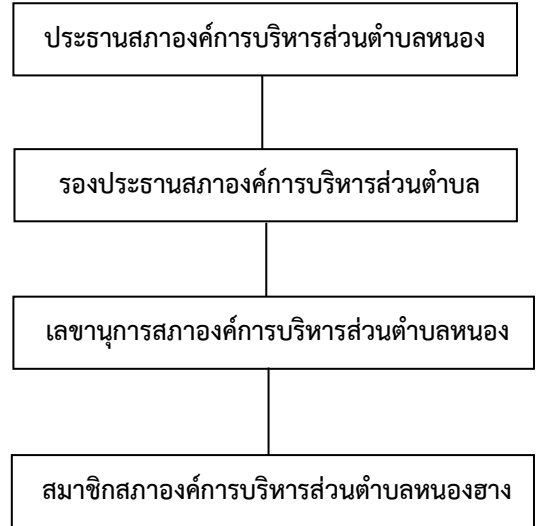 ประธานสภาองค์การบริหารส่วนตำบลหนอง
รองประธานสภาองค์การบริหารส่วนตำบล
เลขานุการสภาองค์การบริหารส่วนตำบลหนอง
สมาชิกสภาองค์การบริหารส่วนตำบลหนองฮาง